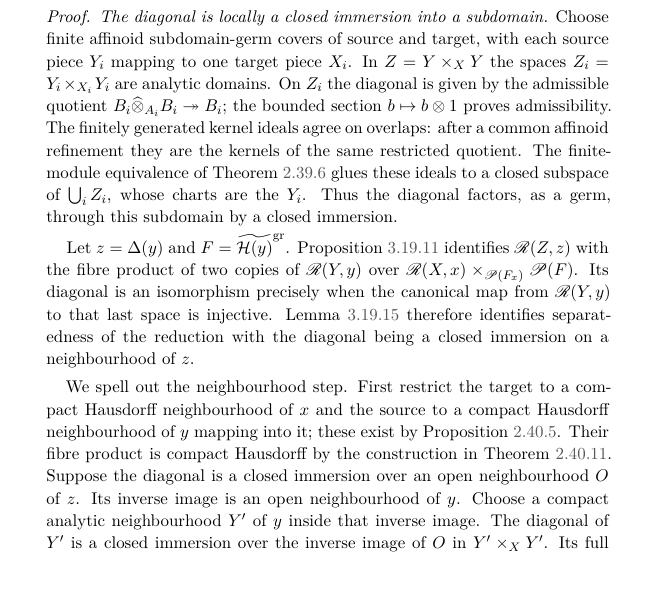 Proof. The diagonal is locally a closed immersion into a subdomain. Choose
finite affinoid subdomain-germ covers of source and target, with each source
piece Y_i mapping to one target piece X_i. In Z = Y ×_X Y the spaces Z_i =
Y_i ×_{X_i} Y_i are analytic domains. On Z_i the diagonal is given by the admissible
quotient B_i ⊗̂_{A_i} B_i ↠ B_i; the bounded section b ↦ b ⊗ 1 proves admissibility.
The finitely generated kernel ideals agree on overlaps: after a common affinoid
refinement they are the kernels of the same restricted quotient. The finite-
module equivalence of Theorem 2.39.6 glues these ideals to a closed subspace
of ⋃_i Z_i, whose charts are the Y_i. Thus the diagonal factors, as a germ,
through this subdomain by a closed immersion.
Let z = Δ(y) and F = \widetilde{ℋ(y)}^{gr}. Proposition 3.19.11 identifies ℛ(Z, z) with
the fibre product of two copies of ℛ(Y, y) over ℛ(X, x) ×_{𝒫(F_x)} 𝒫(F). Its
diagonal is an isomorphism precisely when the canonical map from ℛ(Y, y)
to that last space is injective. Lemma 3.19.15 therefore identifies separat-
edness of the reduction with the diagonal being a closed immersion on a
neighbourhood of z.
We spell out the neighbourhood step. First restrict the target to a com-
pact Hausdorff neighbourhood of x and the source to a compact Hausdorff
neighbourhood of y mapping into it; these exist by Proposition 2.40.5. Their
fibre product is compact Hausdorff by the construction in Theorem 2.40.11.
Suppose the diagonal is a closed immersion over an open neighbourhood O
of z. Its inverse image is an open neighbourhood of y. Choose a compact
analytic neighbourhood Y′ of y inside that inverse image. The diagonal of
Y′ is a closed immersion over the inverse image of O in Y′ ×_X Y′. Its full